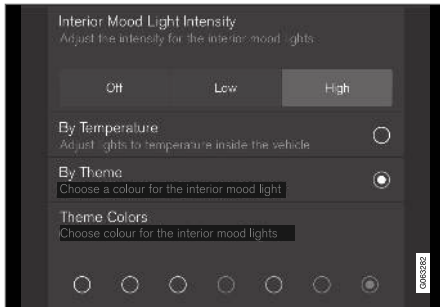 Interior Mood Light Intensity
Adjust the intensity for the interior mood lights
Off Low High
By Temperature
Adjust lights to temperature inside the vehicle
By Theme
Choose a colour for the interior mood light
Theme Colors
Choose colour for the interior mood lights
G063282